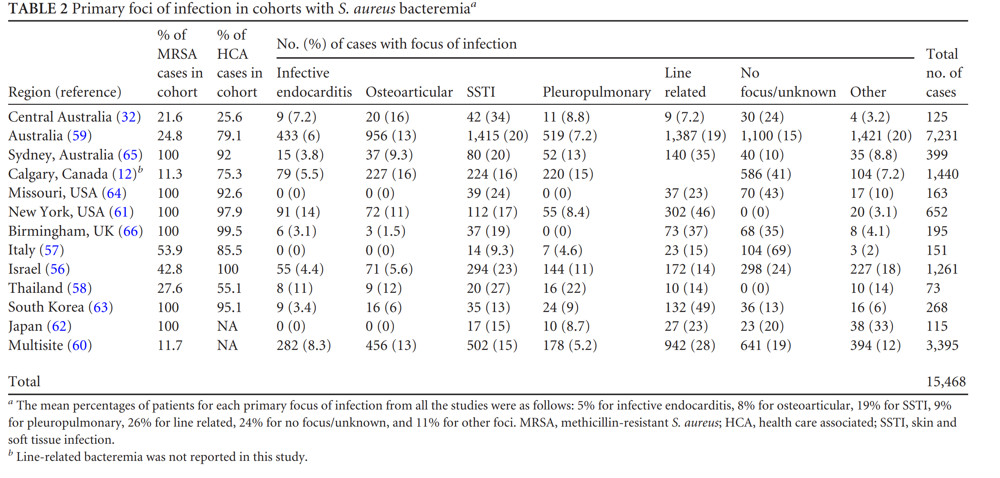 TABLE 2 Primary foci of infection in cohorts with S. aureus bacteremiaᵃ
Region (reference) % of MRSA cases in cohort % of HCA cases in cohort No. (%) of cases with focus of infection Total no. of cases
Infective endocarditis Osteoarticular SSTI Pleuropulmonary Line related No focus/unknown Other
Central Australia (32) 21.6 25.6 9 (7.2) 20 (16) 42 (34) 11 (8.8) 9 (7.2) 30 (24) 4 (3.2) 125
Australia (59) 24.8 79.1 433 (6) 956 (13) 1,415 (20) 519 (7.2) 1,387 (19) 1,100 (15) 1,421 (20) 7,231
Sydney, Australia (65) 100 92 15 (3.8) 37 (9.3) 80 (20) 52 (13) 140 (35) 40 (10) 35 (8.8) 399
Calgary, Canada (12)ᵇ 11.3 75.3 79 (5.5) 227 (16) 224 (16) 220 (15) 586 (41) 104 (7.2) 1,440
Missouri, USA (64) 100 92.6 0 (0) 0 (0) 39 (24) 0 (0) 37 (23) 70 (43) 17 (10) 163
New York, USA (61) 100 97.9 91 (14) 72 (11) 112 (17) 55 (8.4) 302 (46) 0 (0) 20 (3.1) 652
Birmingham, UK (66) 100 99.5 6 (3.1) 3 (1.5) 37 (19) 0 (0) 73 (37) 68 (35) 8 (4.1) 195
Italy (57) 53.9 85.5 0 (0) 0 (0) 14 (9.3) 7 (4.6) 23 (15) 104 (69) 3 (2) 151
Israel (56) 42.8 100 55 (4.4) 71 (5.6) 294 (23) 144 (11) 172 (14) 298 (24) 227 (18) 1,261
Thailand (58) 27.6 55.1 8 (11) 9 (12) 20 (27) 16 (22) 10 (14) 0 (0) 10 (14) 73
South Korea (63) 100 95.1 9 (3.4) 16 (6) 35 (13) 24 (9) 132 (49) 36 (13) 16 (6) 268
Japan (62) 100 NA 0 (0) 0 (0) 17 (15) 10 (8.7) 27 (23) 23 (20) 38 (33) 115
Multisite (60) 11.7 NA 282 (8.3) 456 (13) 502 (15) 178 (5.2) 942 (28) 641 (19) 394 (12) 3,395
Total 15,468
ᵃ The mean percentages of patients for each primary focus of infection from all the studies were as follows: 5% for infective endocarditis, 8% for osteoarticular, 19% for SSTI, 9%
for pleuropulmonary, 26% for line related, 24% for no focus/unknown, and 11% for other foci. MRSA, methicillin-resistant S. aureus; HCA, health care associated; SSTI, skin and
soft tissue infection.
ᵇ Line-related bacteremia was not reported in this study.